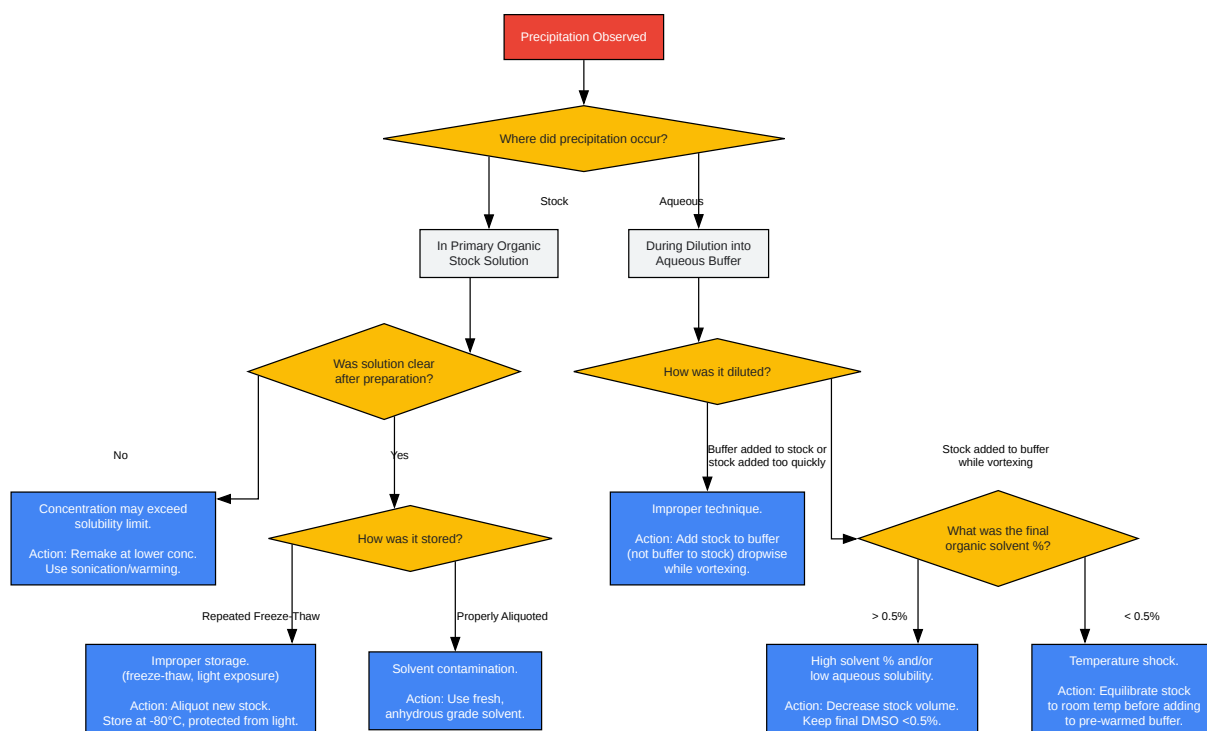 Precipitation Observed
Where did precipitation occur?
Stock
Aqueous
In Primary Organic
Stock Solution
During Dilution into
Aqueous Buffer
Was solution clear
after preparation?
How was it diluted?
No
Yes
Buffer added to stock or
stock added too quickly
Stock added to buffer
while vortexing
Concentration may exceed
solubility limit.
Action: Remake at lower conc.
Use sonication/warming.
How was it stored?
Improper technique.
Action: Add stock to buffer
(not buffer to stock) dropwise
while vortexing.
What was the final
organic solvent %?
Repeated Freeze-Thaw
Properly Aliquoted
> 0.5%
< 0.5%
Improper storage.
(freeze-thaw, light exposure)
Action: Aliquot new stock.
Store at -80°C, protected from light.
Solvent contamination.
Action: Use fresh,
anhydrous grade solvent.
High solvent % and/or
low aqueous solubility.
Action: Decrease stock volume.
Keep final DMSO <0.5%.
Temperature shock.
Action: Equilibrate stock
to room temp before adding
to pre-warmed buffer.